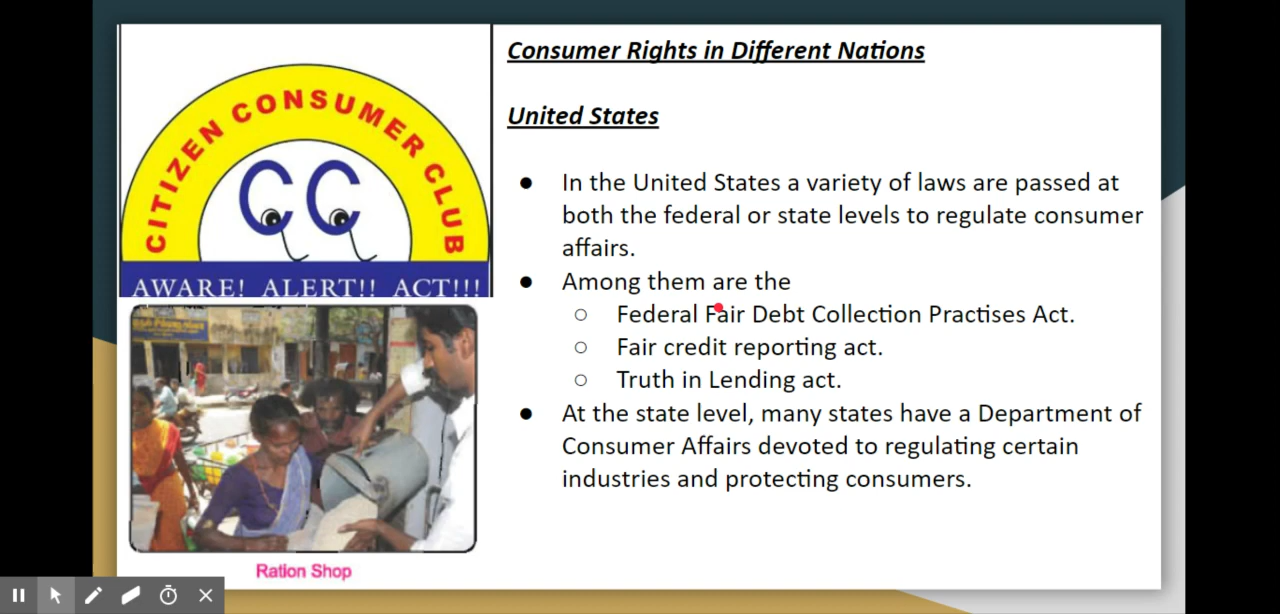 CITIZEN CONSUMER CLUB
CC
AWARE! ALERT!! ACT!!!
Ration Shop
Consumer Rights in Different Nations
United States
● In the United States a variety of laws are passed at
both the federal or state levels to regulate consumer
affairs.
● Among them are the
○ Federal Fair Debt Collection Practises Act.
○ Fair credit reporting act.
○ Truth in Lending act.
● At the state level, many states have a Department of
Consumer Affairs devoted to regulating certain
industries and protecting consumers.